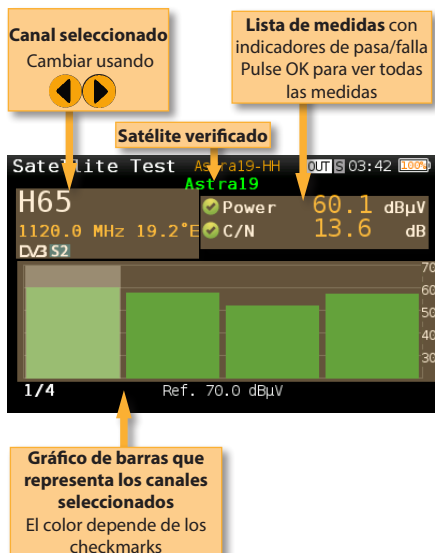 Canal seleccionado
Cambiar usando
Lista de medidas con
indicadores de pasa/falla
Pulse OK para ver todas
las medidas
Satélite verificado
Satellite Test Astra19-HH OUT S 03:42 100%
Astra19
H65
1120.0 MHz 19.2°E
DVB S2
Power 60.1 dBµV
C/N 13.6 dB
70
60
50
40
30
1/4 Ref. 70.0 dBµV
Gráfico de barras que
representa los canales
seleccionados
El color depende de los
checkmarks